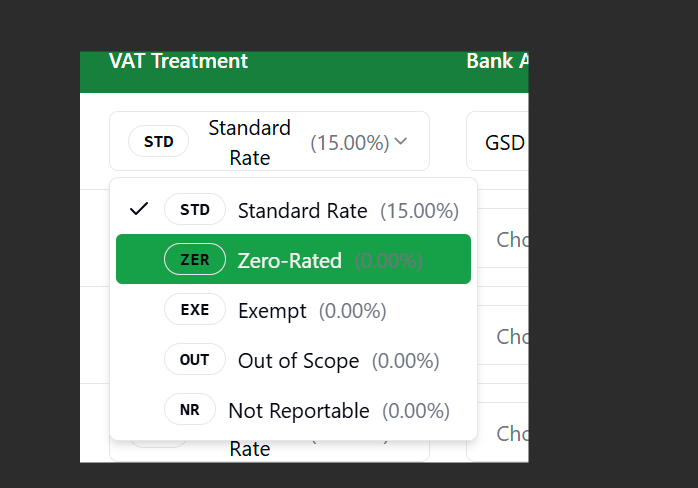 VAT Treatment Bank A
STD Standard Rate (15.00%) GSD
STD Standard Rate (15.00%)
ZER Zero-Rated (0.00%)
EXE Exempt (0.00%)
OUT Out of Scope (0.00%)
NR Not Reportable (0.00%)
Cho
Cho
Cho
Rate